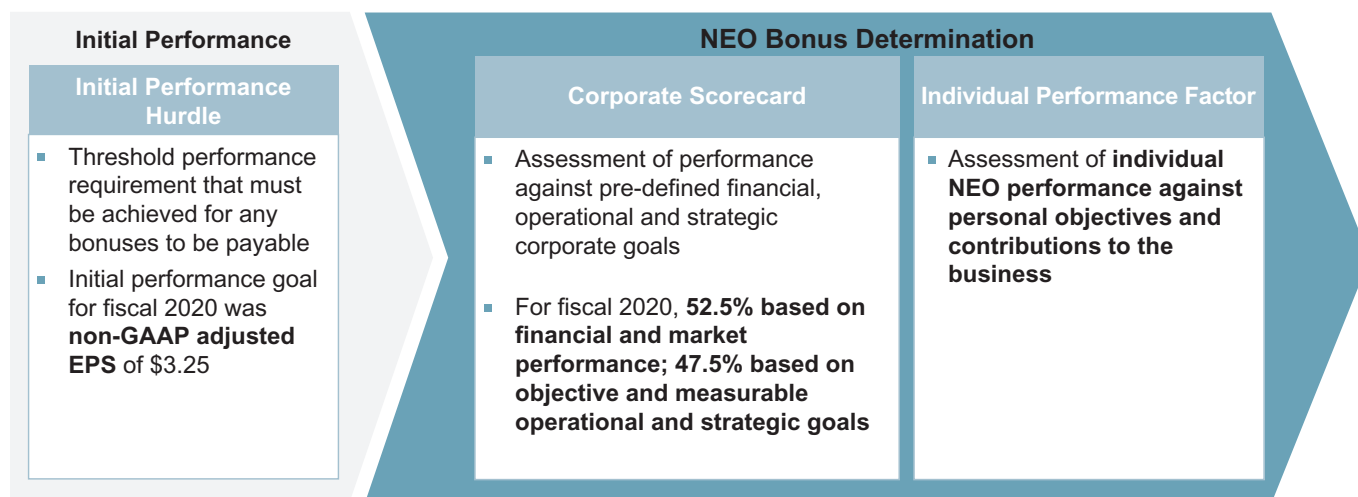 Initial Performance
Initial Performance
Hurdle
▪ Threshold performance
requirement that must
be achieved for any
bonuses to be payable
▪ Initial performance goal
for fiscal 2020 was
non-GAAP adjusted
EPS of $3.25
NEO Bonus Determination
Corporate Scorecard
▪ Assessment of performance
against pre-defined financial,
operational and strategic
corporate goals
▪ For fiscal 2020, 52.5% based on
financial and market
performance; 47.5% based on
objective and measurable
operational and strategic goals
Individual Performance Factor
▪ Assessment of individual
NEO performance against
personal objectives and
contributions to the
business